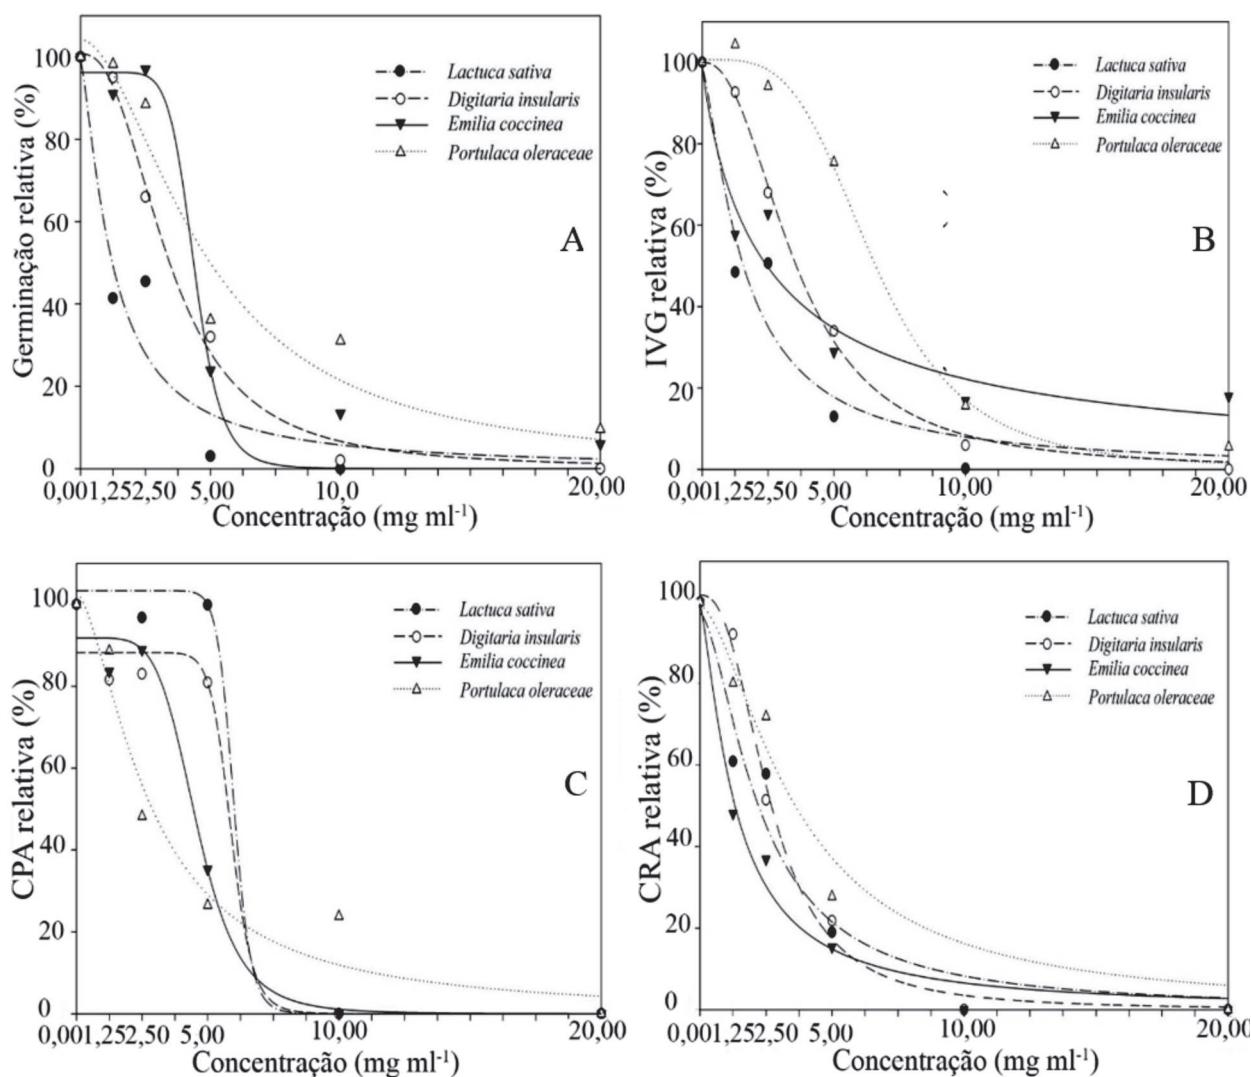 Germinação relativa (%)
100
80
60
40
20
0
Lactuca sativa
Digitaria insularis
Emilia coccinea
Portulaca oleraceae
A
0,001,252,50 5,00 10,0 20,00
Concentração (mg ml-1)
IVG relativa (%)
100
80
60
40
20
0
Lactuca sativa
Digitaria insularis
Emilia coccinea
Portulaca oleraceae
B
0,001,252,50 5,00 10,00 20,00
Concentração (mg ml-1)
CPA relativa (%)
100
80
60
40
20
0
Lactuca sativa
Digitaria insularis
Emilia coccinea
Portulaca oleraceae
C
0,001,252,50 5,00 10,00 20,00
Concentração (mg ml-1)
CRA relativa (%)
100
80
60
40
20
0
Lactuca sativa
Digitaria insularis
Emilia coccinea
Portulaca oleraceae
D
0,001,252,50 5,00 10,00 20,00
Concentração (mg ml-1)